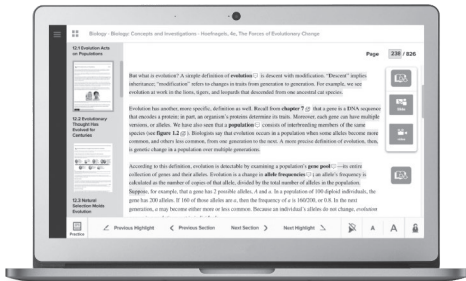 Biology - Biology: Concepts and Investigations - Hoefnagels, 4e, The Forces of Evolutionary Change
12.1 Evolution Acts
on Populations
Page 238 / 826
But what is evolution? A simple definition of evolution is descent with modification. "Descent" implies
inheritance; "modification" refers to changes in traits from generation to generation. For example, we see
evolution at work in the lions, tigers, and leopards that descended from one ancestral cat species.
12.2 Evolutionary
Thought Has
Evolved for
Centuries
Evolution has another, more specific, definition as well. Recall from chapter 7 that a gene is a DNA sequence
that encodes a protein; in part, an organism's proteins determine its traits. Moreover, each gene can have multiple
versions, or alleles. We have also seen that a population consists of interbreeding members of the same
species (see figure 1.2). Biologists say that evolution occurs in a population when some alleles become more
common, and others less common, from one generation to the next. A more precise definition of evolution, then,
is genetic change in a population over multiple generations.
According to this definition, evolution is detectable by examining a population's gene pool —its entire
collection of genes and their alleles. Evolution is a change in allele frequencies; an allele's frequency is
calculated as the number of copies of that allele, divided by the total number of alleles in the population.
Suppose, for example, that a gene has 2 possible alleles, A and a. In a population of 100 diploid individuals, the
gene has 200 alleles. If 160 of those alleles are a, then the frequency of a is 160/200, or 0.8. In the next
generation, a may become either more or less common. Because an individual's alleles do not change, evolution
12.3 Natural
Selection Molds
Evolution
Practice
Previous Highlight
Previous Section
Next Section
Next Highlight
A
A